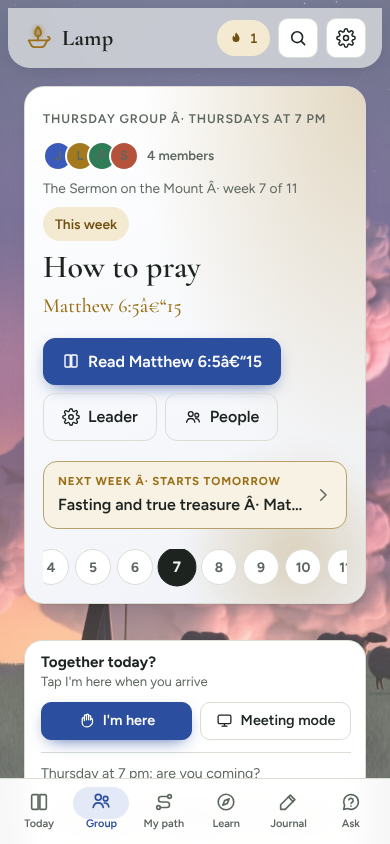 Lamp
1
THURSDAY GROUP Â· THURSDAYS AT 7 PM
L
S
4 members
The Sermon on the Mount Â· week 7 of 11
This week
How to pray
Matthew 6:5â€“15
Read Matthew 6:5â€“15
Leader
People
NEXT WEEK Â· STARTS TOMORROW
Fasting and true treasure Â· Mat...
4 5 6 7 8 9 10
Together today?
Tap I'm here when you arrive
I'm here
Meeting mode
Thursday at 7 pm: are you coming?
Today Group My path Learn Journal Ask